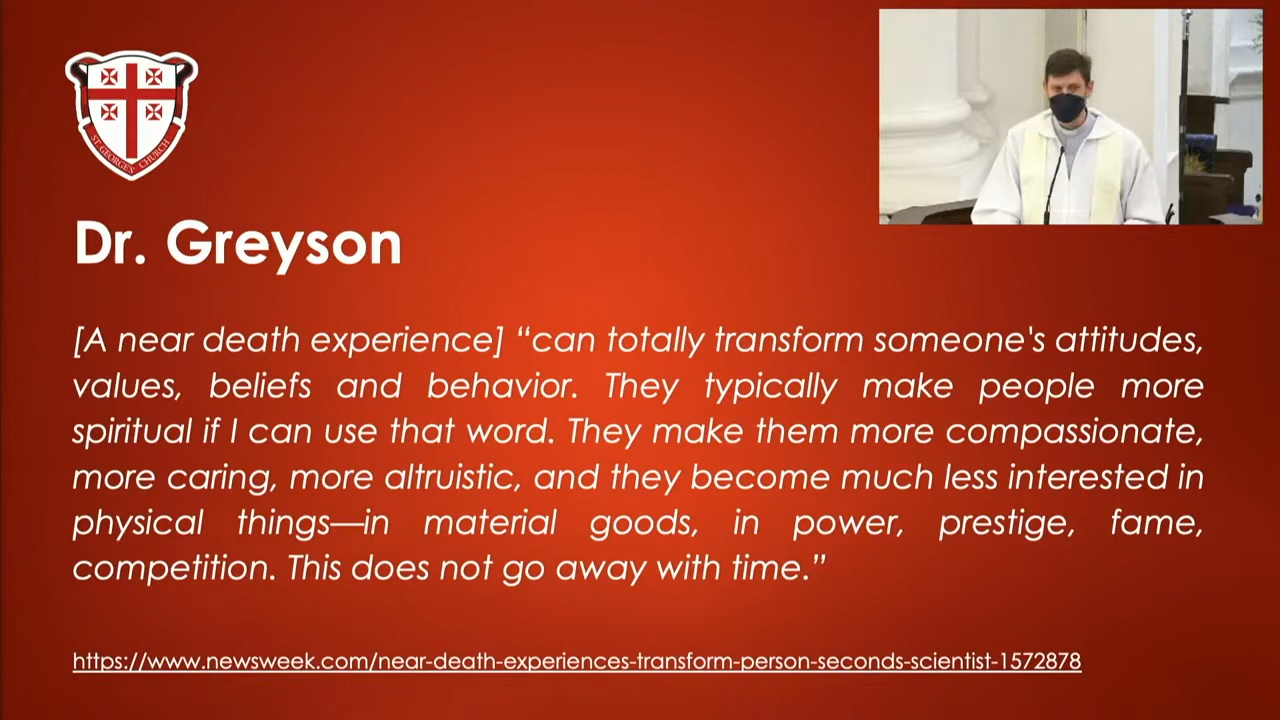 ST. GEORGES' CHURCH
Dr. Greyson
[A near death experience] “can totally transform someone's attitudes,
values, beliefs and behavior. They typically make people more
spiritual if I can use that word. They make them more compassionate,
more caring, more altruistic, and they become much less interested in
physical things—in material goods, in power, prestige, fame,
competition. This does not go away with time.”
https://www.newsweek.com/near-death-experiences-transform-person-seconds-scientist-1572878